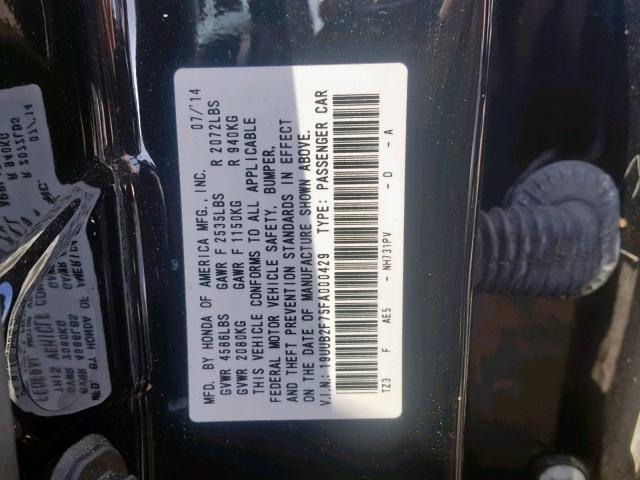 MFD. BY HONDA OF AMERICA MFG., INC. 07/14
GVWR 4586LBS GAWR F 2535LBS R 2072LBS
GVWR 2080KG GAWR F 1150KG R 940KG
THIS VEHICLE CONFORMS TO ALL APPLICABLE
FEDERAL MOTOR VEHICLE SAFETY, BUMPER,
AND THEFT PREVENTION STANDARDS IN EFFECT
ON THE DATE OF MANUFACTURE SHOWN ABOVE.
V.I.N: 19UUB2F75FA000429 TYPE: PASSENGER CAR
TZ3 F AE5 - NH731PV - D - A